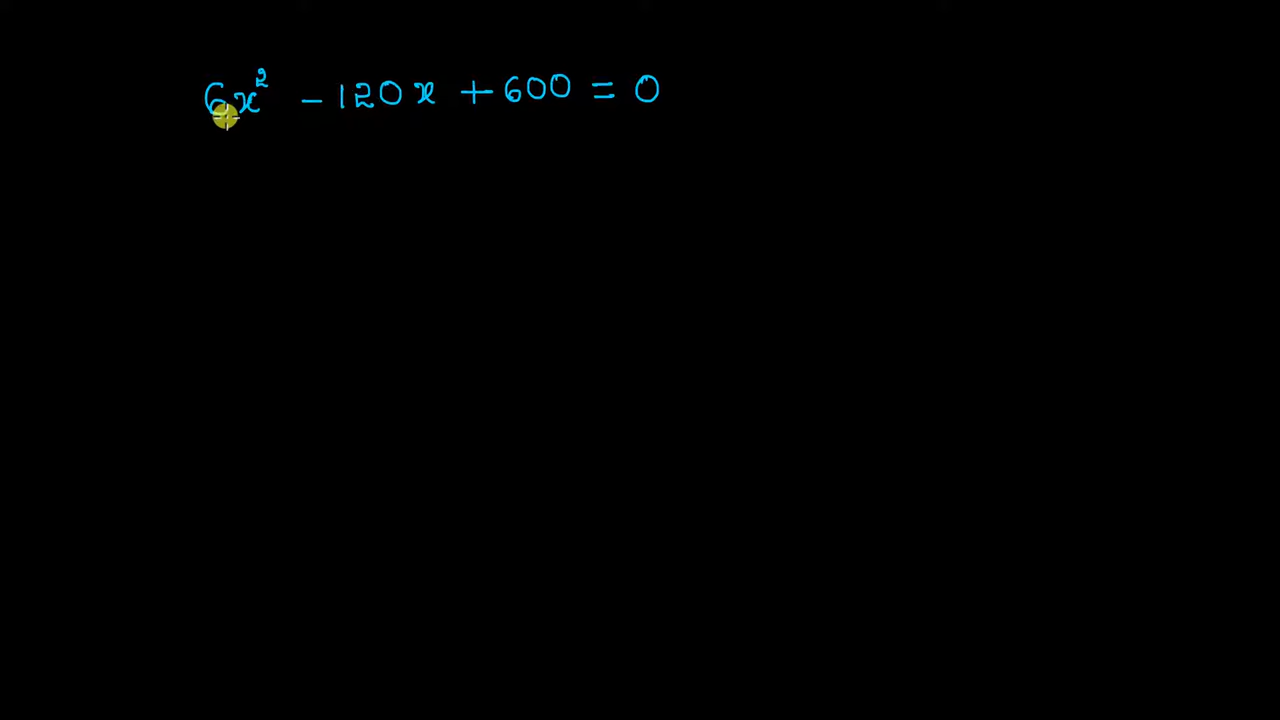 6x² - 120x + 600 = 0